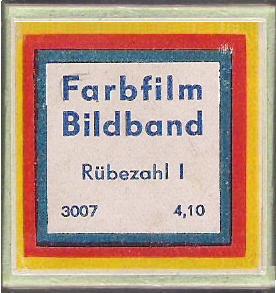 Farbfilm
Bildband
Rübezahl I
3007 4,10